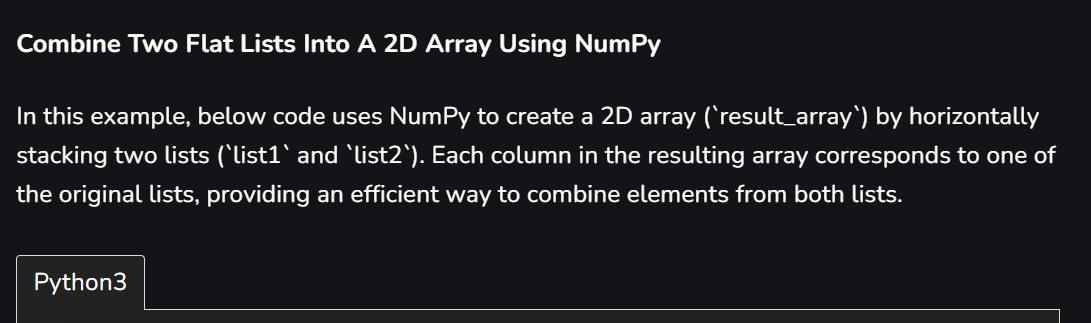 Combine Two Flat Lists Into A 2D Array Using NumPy
In this example, below code uses NumPy to create a 2D array (`result_array`) by horizontally
stacking two lists (`list1` and `list2`). Each column in the resulting array corresponds to one of
the original lists, providing an efficient way to combine elements from both lists.
Python3